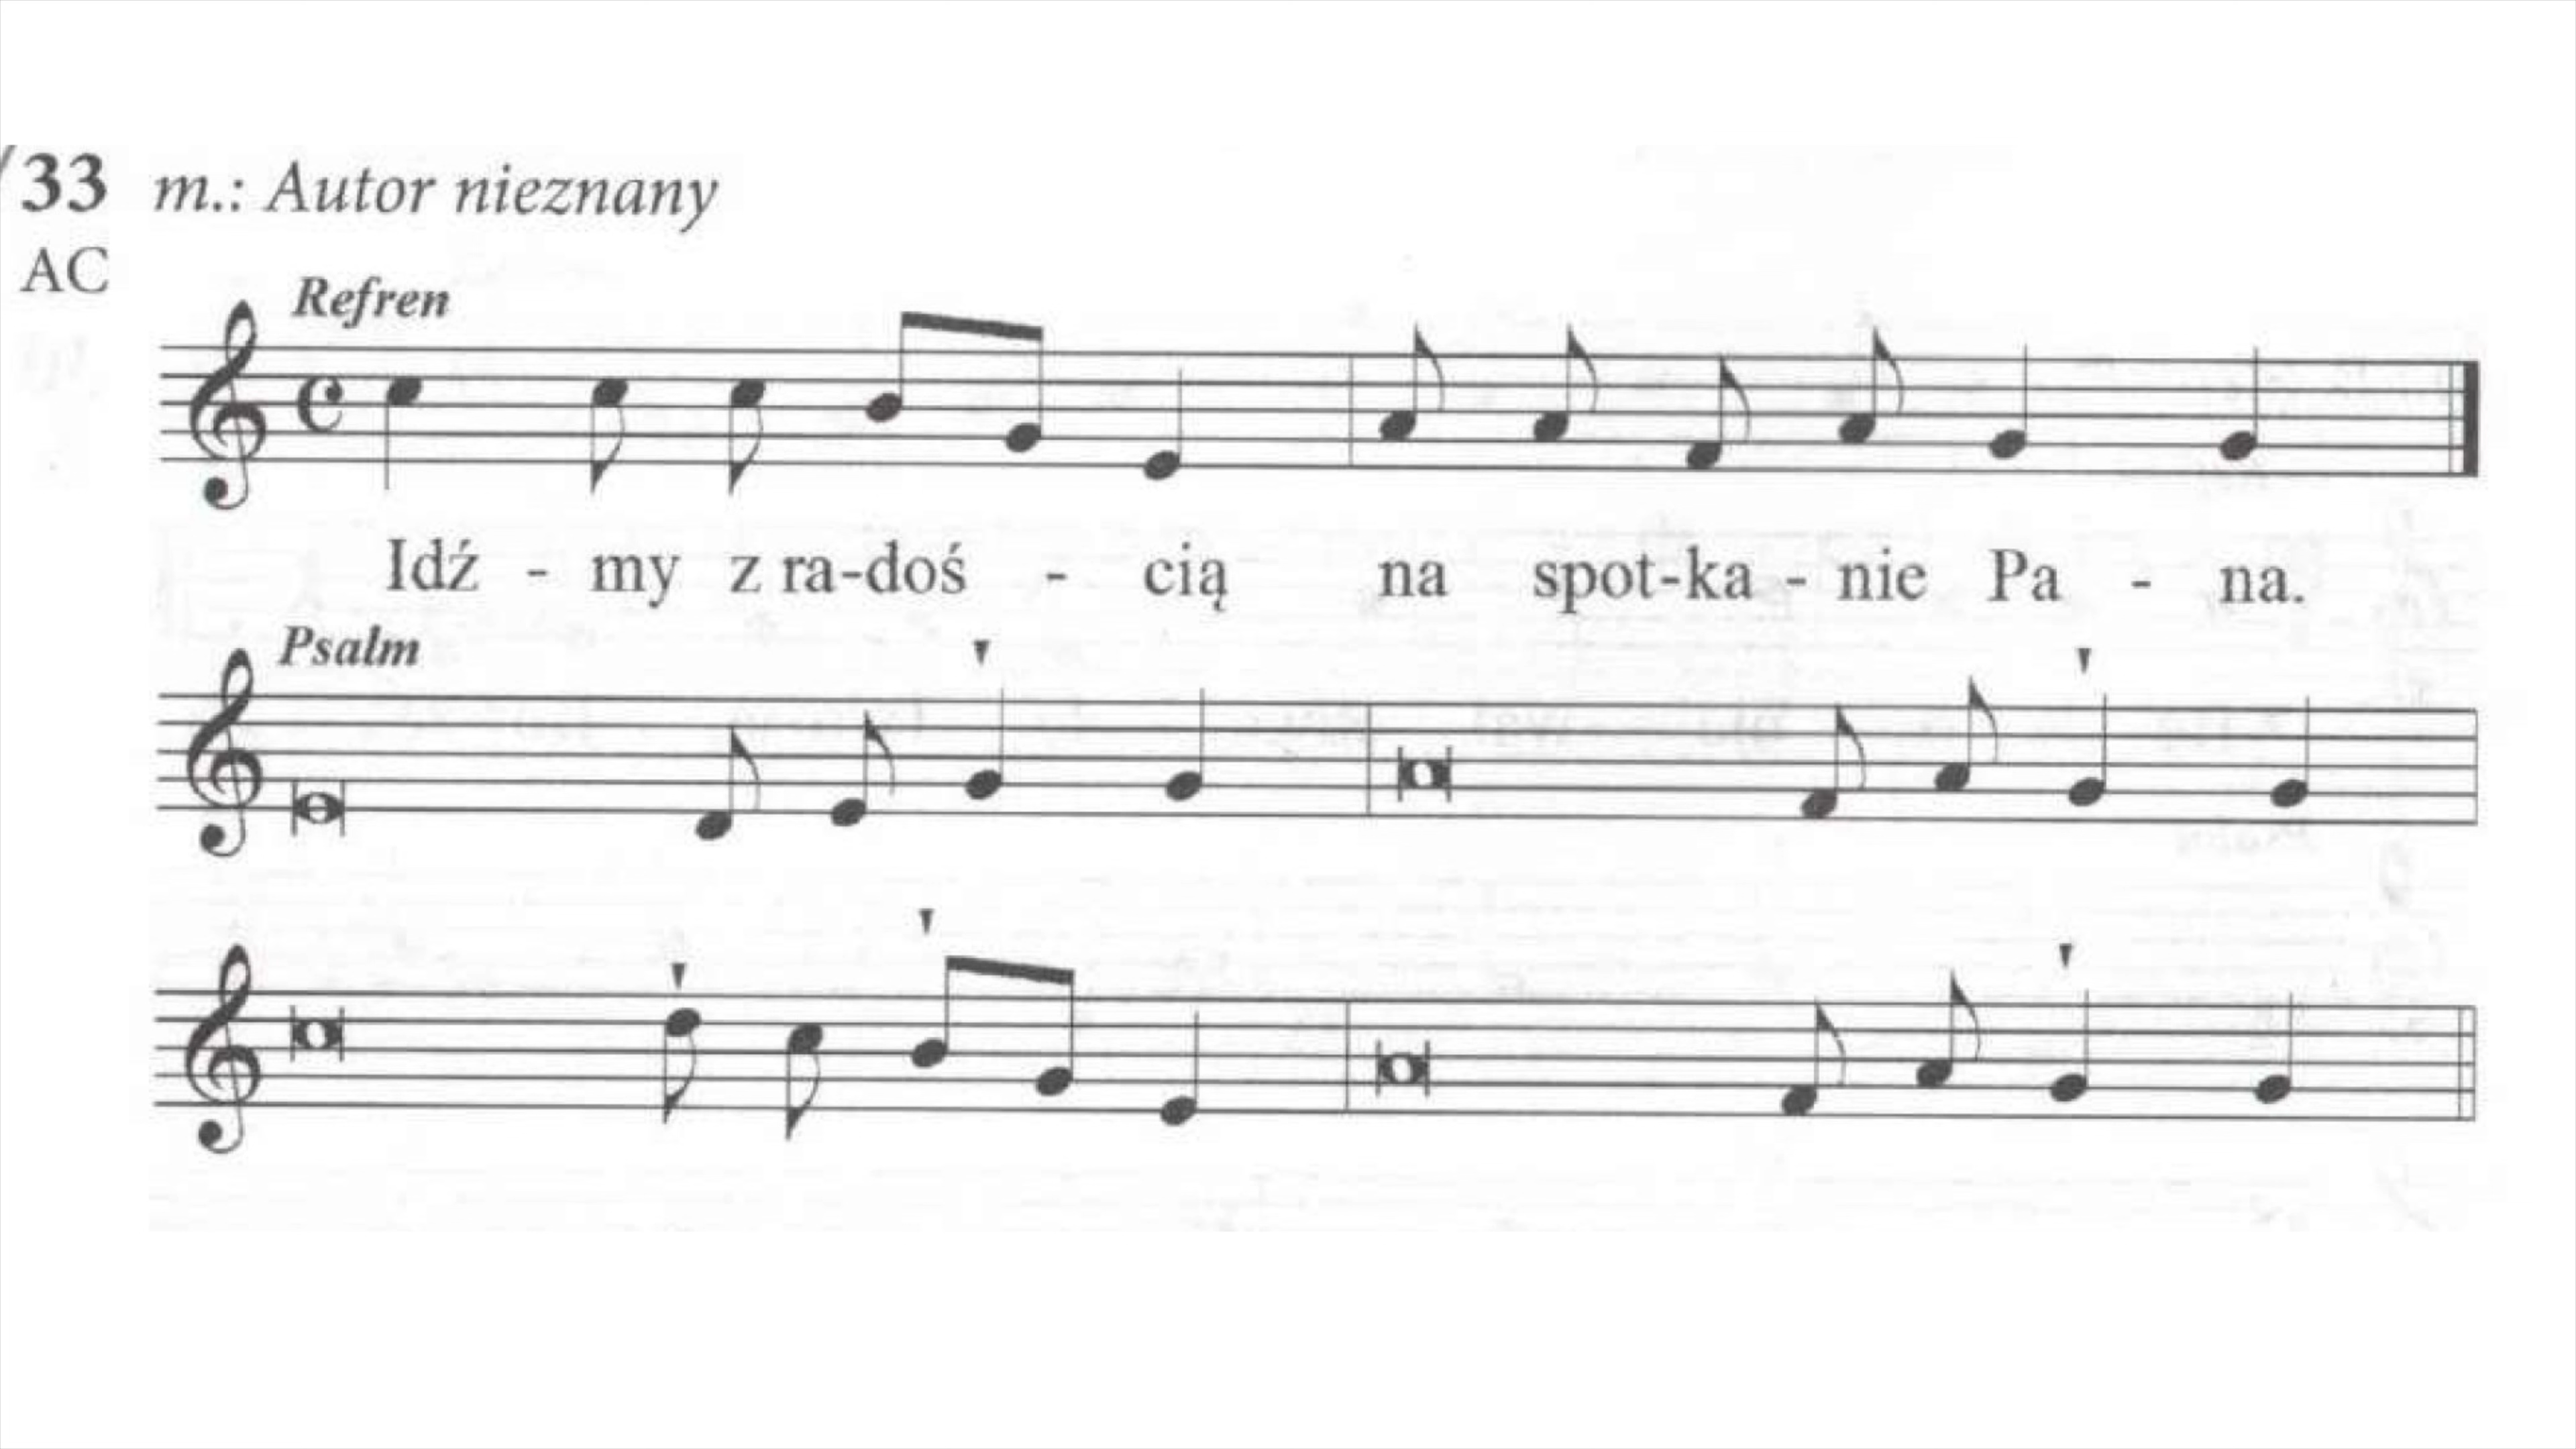 33 m.: Autor nieznany
AC
Refren
Idź - my z ra-doś - cią na spot-ka - nie Pa - na.
Psalm